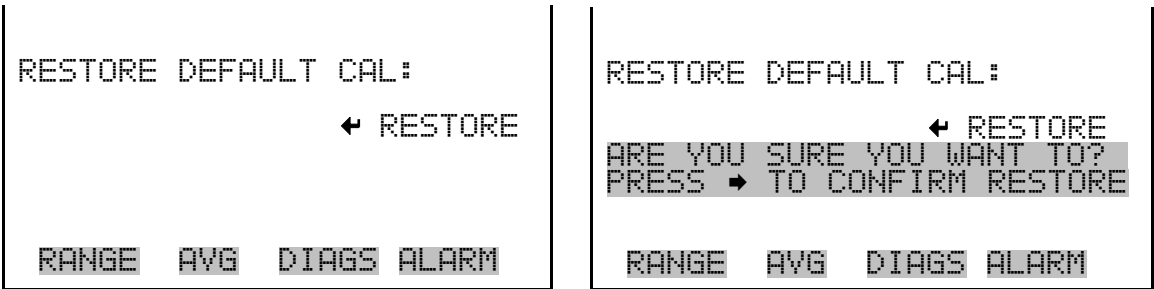 RESTORE DEFAULT CAL:
↵ RESTORE
RANGE AVG DIAGS ALARM
RESTORE DEFAULT CAL:
↵ RESTORE
ARE YOU SURE YOU WANT TO?
PRESS → TO CONFIRM RESTORE
RANGE AVG DIAGS ALARM